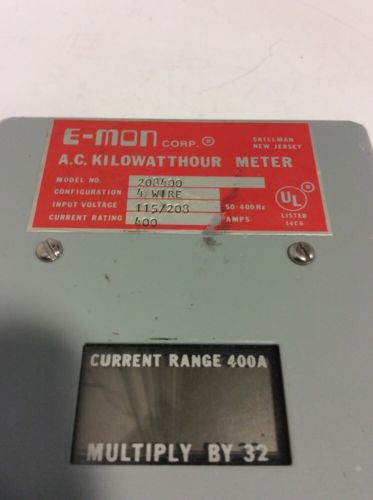 E-MON CORP. ® SKILLMAN NEW JERSEY
A.C. KILOWATTHOUR METER
MODEL NO. 208400
CONFIGURATION 4 WIRE
INPUT VOLTAGE 115/208 50-400Hz
CURRENT RATING 400 AMPS
UL ®
LISTED
14C6
CURRENT RANGE 400A
MULTIPLY BY 32